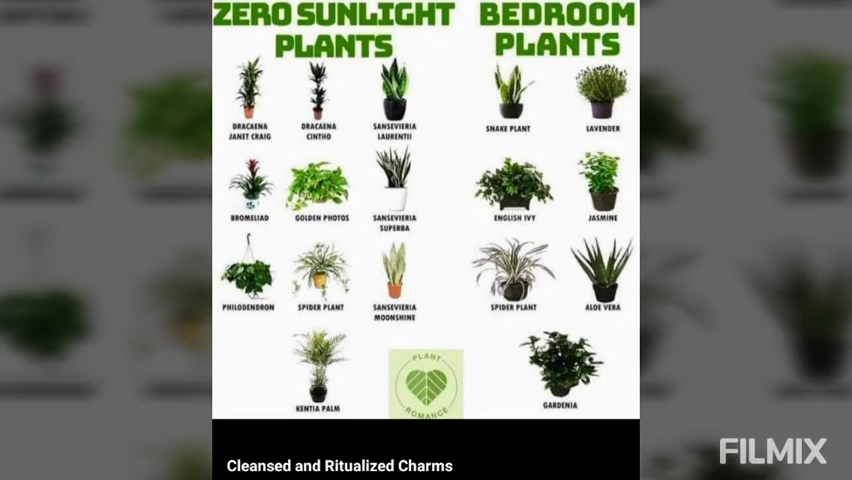 ZERO SUNLIGHT
PLANTS
DRACAENA
JANET CRAIG
DRACAENA
CINTHO
SANSEVIERIA
LAURENTII
BROMELIAD
GOLDEN PHOTOS
SANSEVIERIA
SUPERBA
PHILODENDRON
SPIDER PLANT
SANSEVIERIA
MOONSHINE
KENTIA PALM
PLANT
ROMANCE
BEDROOM
PLANTS
SNAKE PLANT
LAVENDER
ENGLISH IVY
JASMINE
SPIDER PLANT
ALOE VERA
GARDENIA
Cleansed and Ritualized Charms
FILMIX